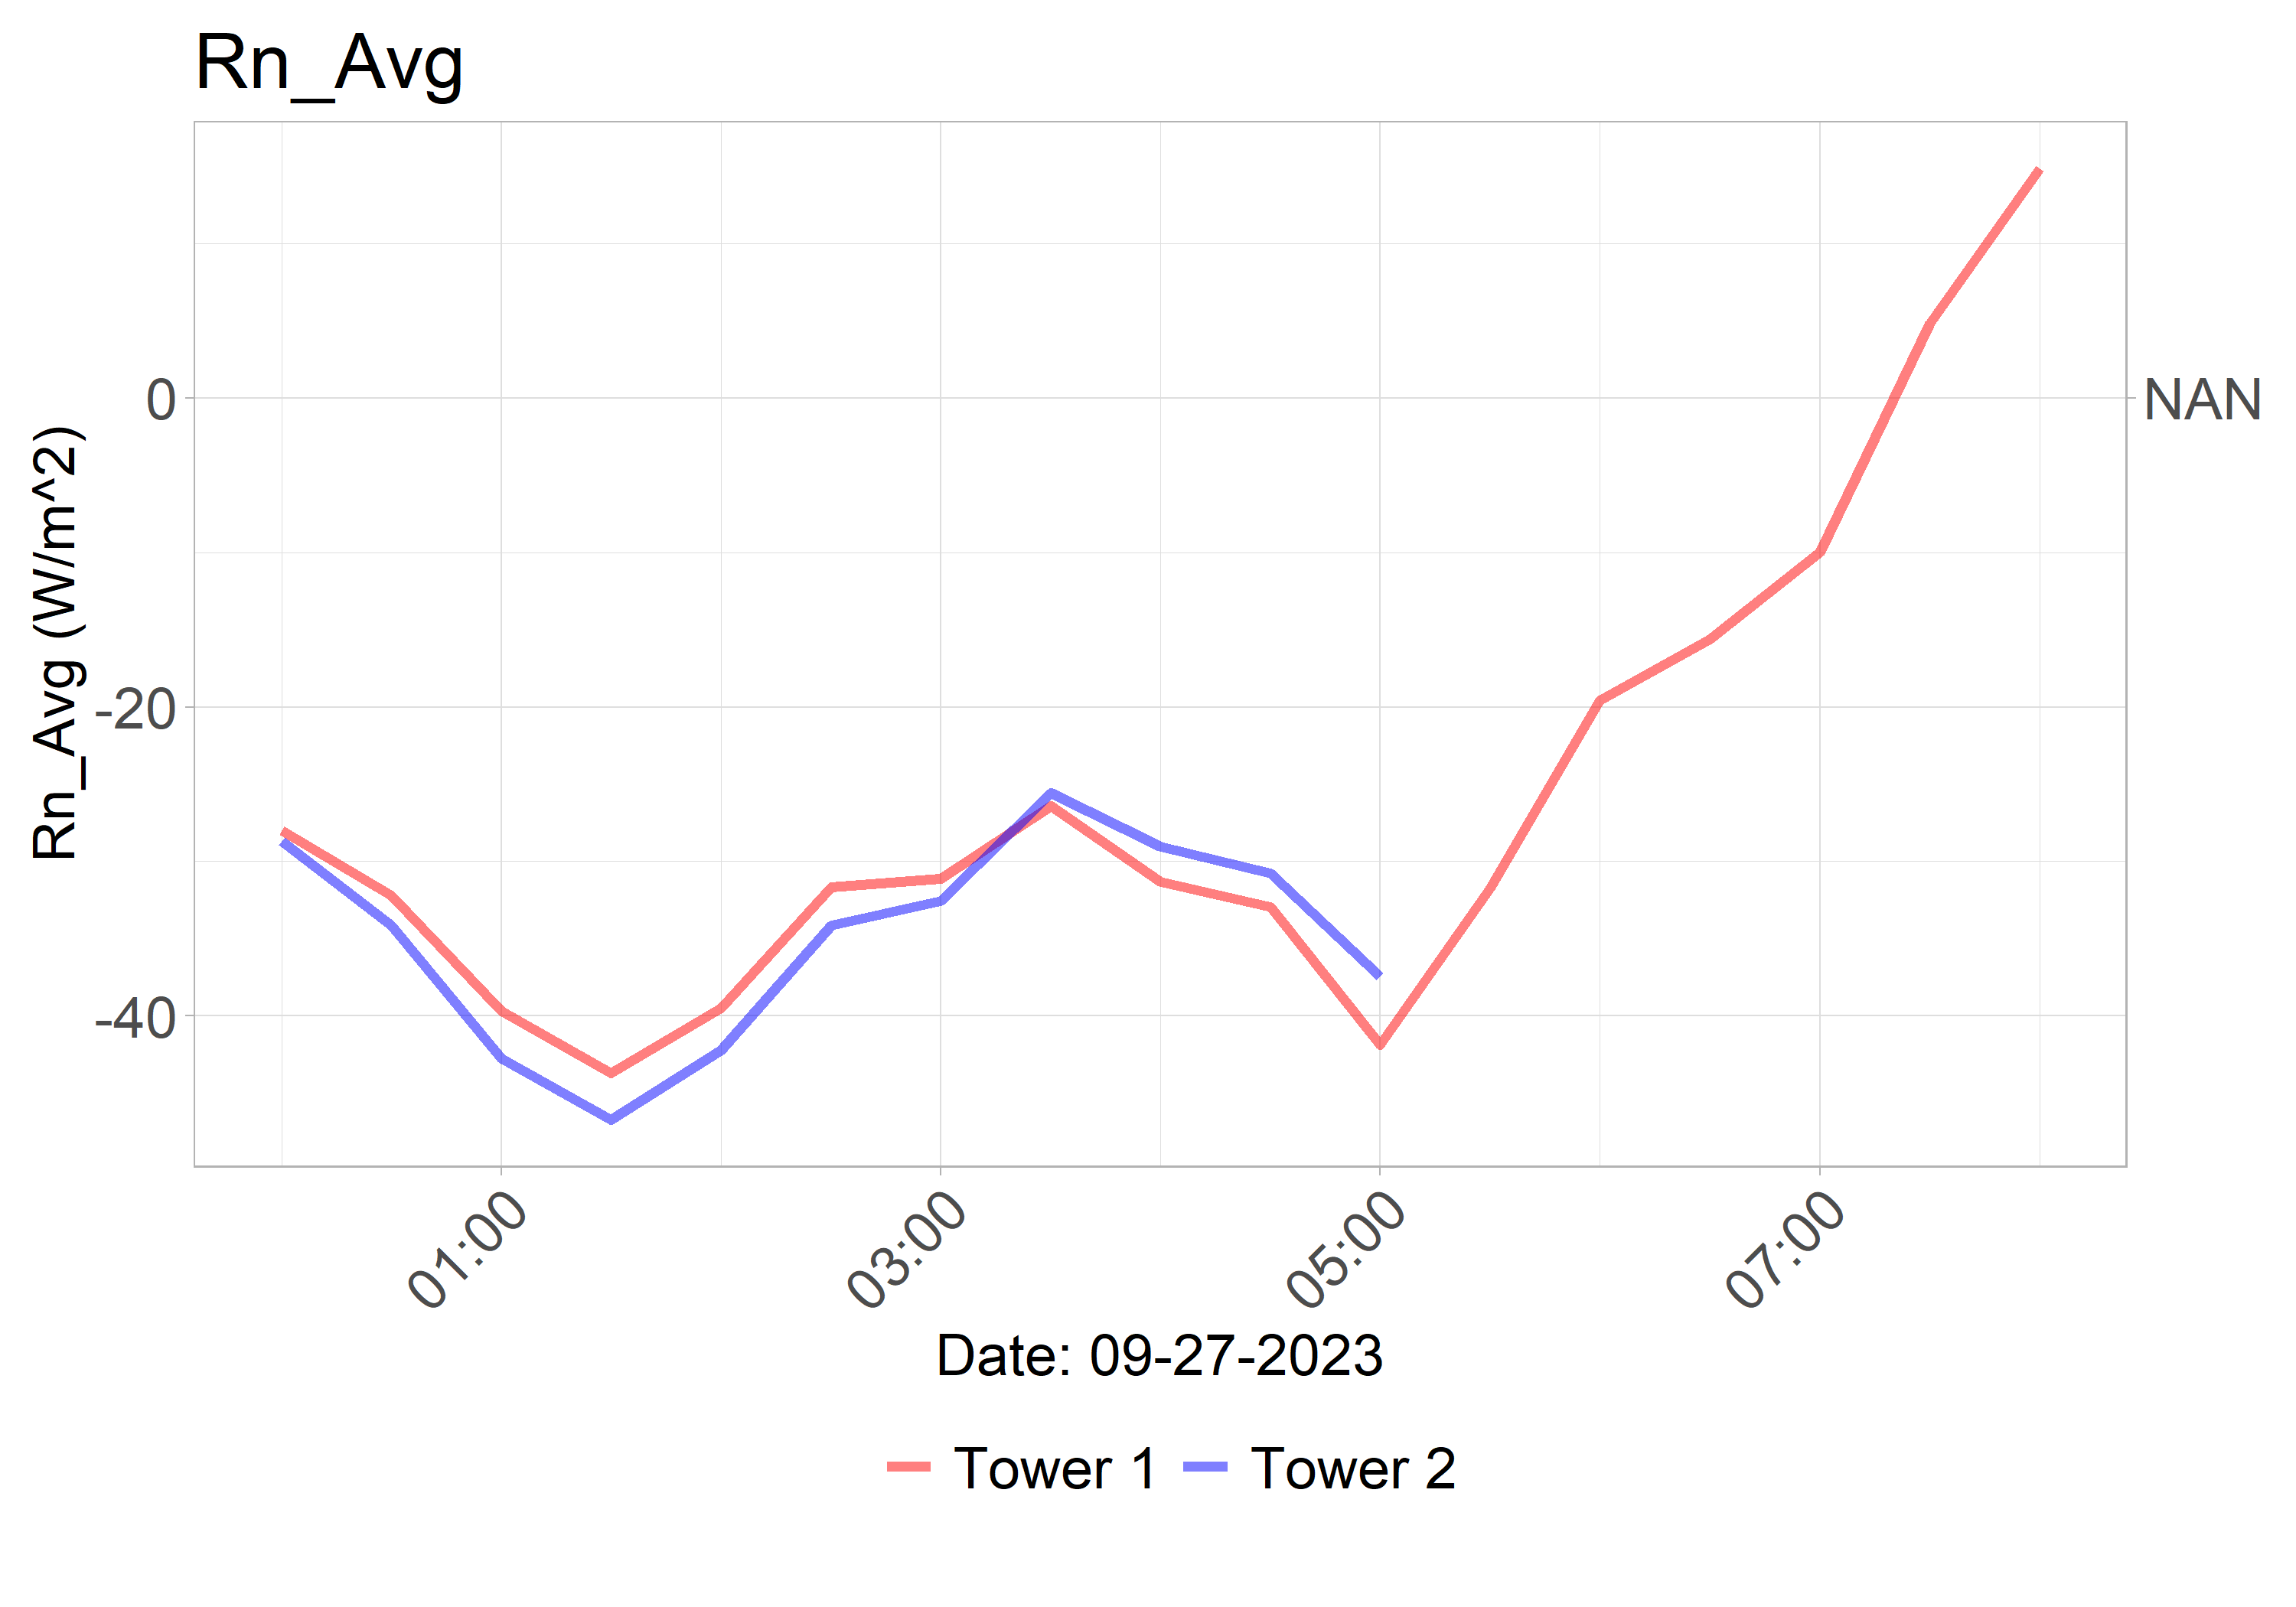 Rn_Avg
Rn_Avg (W/m^2)
0
-20
-40
NAN
01:00
03:00
05:00
07:00
Date: 09-27-2023
Tower 1
Tower 2